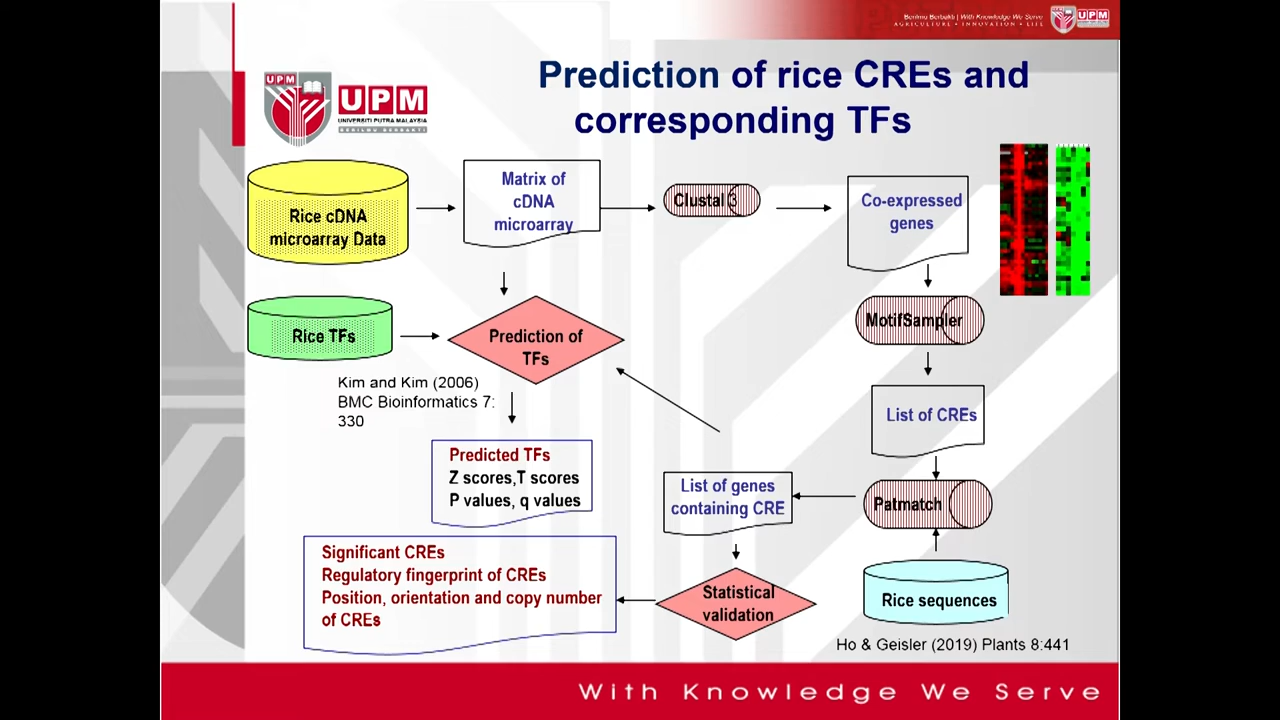 Berilmu Berbakti | With Knowledge We Serve
AGRICULTURE • INNOVATION • LIFE
UPM
Prediction of rice CREs and
corresponding TFs
UPM
UPM
UNIVERSITI PUTRA MALAYSIA
BERILMU BERBAKTI
Rice cDNA
microarray Data
Matrix of
cDNA
microarray
Clustal 3
Co-expressed
genes
Rice TFs
Prediction of
TFs
MotifSampler
Kim and Kim (2006)
BMC Bioinformatics 7:
330
List of CREs
Predicted TFs
Z scores,T scores
P values, q values
List of genes
containing CRE
Patmatch
Significant CREs
Regulatory fingerprint of CREs
Position, orientation and copy number
of CREs
Statistical
validation
Rice sequences
Ho & Geisler (2019) Plants 8:441
With Knowledge We Serve